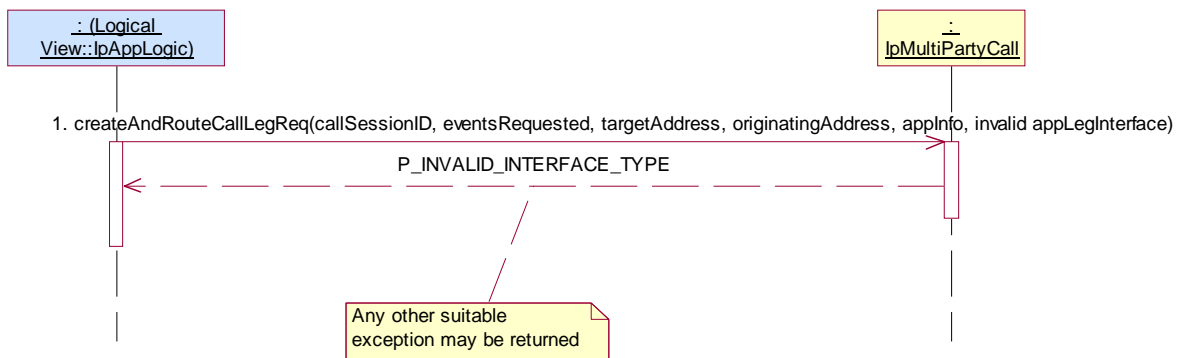 : (Logical
View::IpAppLogic)
:
IpMultiPartyCall
1. createAndRouteCallLegReq(callSessionID, eventsRequested, targetAddress, originatingAddress, appInfo, invalid appLegInterface)
P_INVALID_INTERFACE_TYPE
Any other suitable
exception may be returned